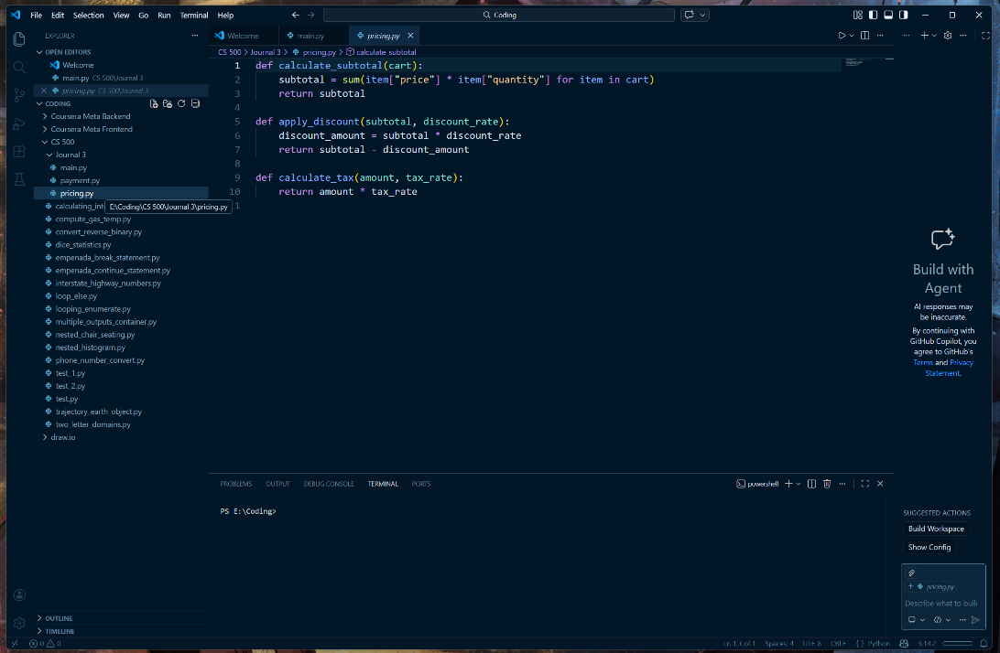 File Edit Selection View Go Run Terminal Help
Coding
EXPLORER
OPEN EDITORS
Welcome
main.py CS 500\Journal 3
pricing.py CS 500\Journal 3
CODING
Coursera Meta Backend
Coursera Meta Frontend
CS 500
Journal 3
main.py
payment.py
pricing.py
E:\Coding\CS 500\Journal 3\pricing.py
compute_gas_temp.py
convert_reverse_binary.py
dice_statistics.py
empenada_break_statement.py
empenada_continue_statement.py
interstate_highway_numbers.py
loop_else.py
looping_enumerate.py
multiple_outputs_container.py
nested_chair_seating.py
nested_histogram.py
phone_number_convert.py
test_1.py
test_2.py
test.py
trajectory_earth_object.py
two_letter_domains.py
draw.io
OUTLINE
TIMELINE
Welcome main.py pricing.py
CS 500 > Journal 3 > pricing.py > calculate_subtotal
1 def calculate_subtotal(cart):
2 subtotal = sum(item["price"] * item["quantity"] for item in cart)
3 return subtotal
4
5 def apply_discount(subtotal, discount_rate):
6 discount_amount = subtotal * discount_rate
7 return subtotal - discount_amount
8
9 def calculate_tax(amount, tax_rate):
10 return amount * tax_rate
PROBLEMS OUTPUT DEBUG CONSOLE TERMINAL PORTS
powershell
PS E:\Coding>
Build with
Agent
AI responses may
be inaccurate.
By continuing with
GitHub Copilot, you
agree to GitHub's
Terms and Privacy
Statement.
SUGGESTED ACTIONS
Build Workspace
Show Config
pricing.py
0 0
Ln 1, Col 1 Spaces: 4 UTF-8 CRLF Python 3.14.2